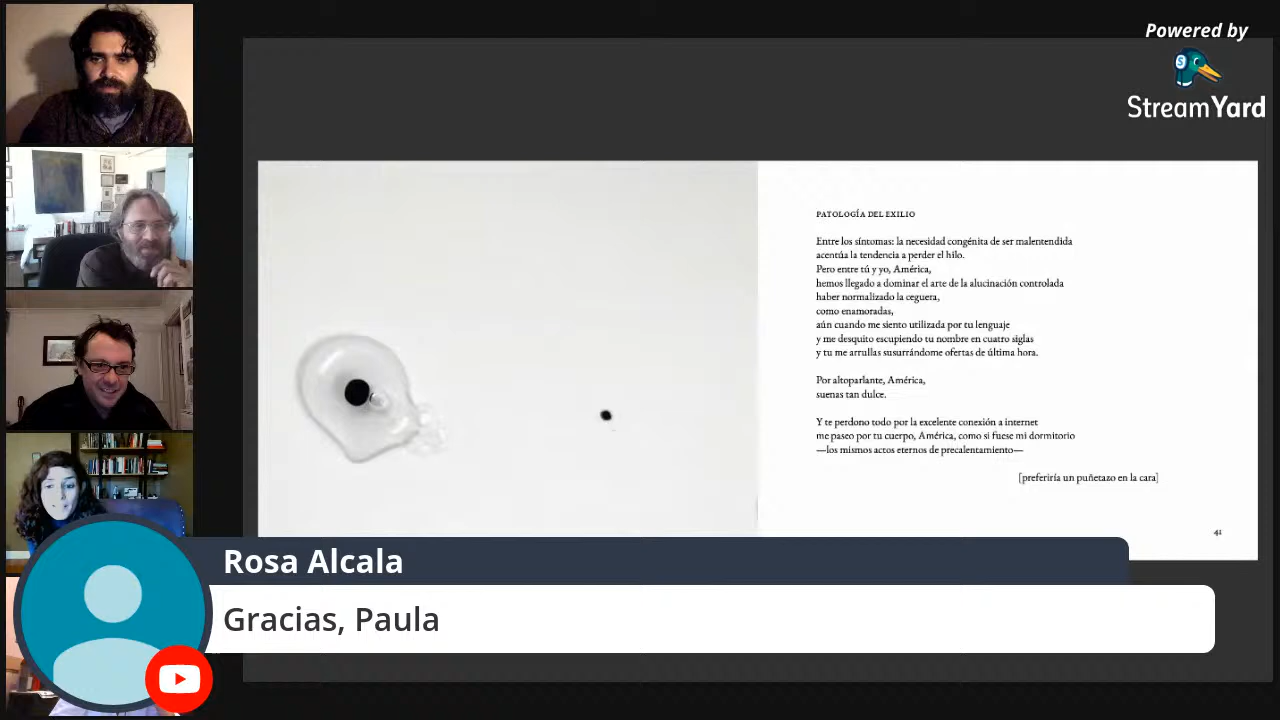 Powered by
StreamYard
PATOLOGÍA DEL EXILIO
Entre los síntomas: la necesidad congénita de ser malentendida
acentúa la tendencia a perder el hilo.
Pero entre tú y yo, América,
hemos llegado a dominar el arte de la alucinación controlada
haber normalizado la ceguera,
como enamoradas,
aún cuando me siento utilizada por tu lenguaje
y me desquito escupiendo tu nombre en cuatro siglas
y tu me arrullas susurrándome ofertas de última hora.
Por altoparlante, América,
suenas tan dulce.
Y te perdono todo por la excelente conexión a internet
me paseo por tu cuerpo, América, como si fuese mi dormitorio
—los mismos actos eternos de precalentamiento—
[preferiría un puñetazo en la cara]
41
Rosa Alcala
Gracias, Paula